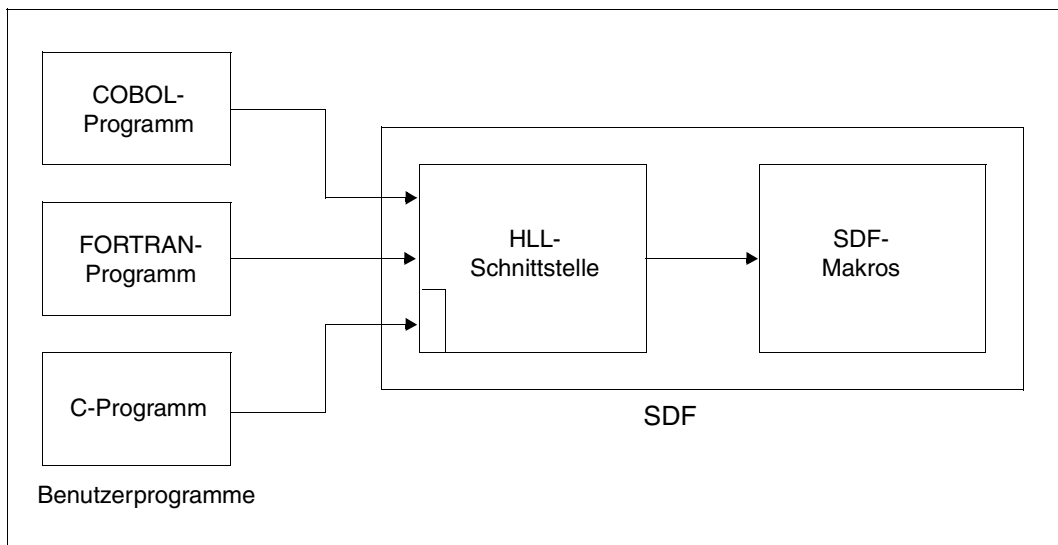 COBOL-
Programm
FORTRAN-
Programm
C-Programm
Benutzerprogramme
HLL-
Schnittstelle
SDF-
Makros
SDF